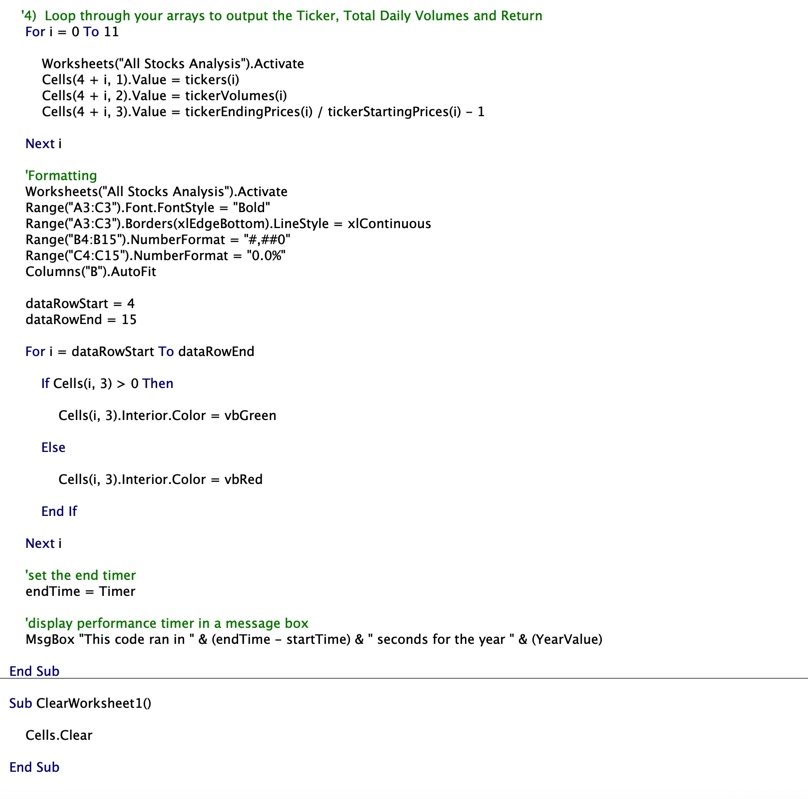 '4)  Loop through your arrays to output the Ticker, Total Daily Volumes and Return
For i = 0 To 11
Worksheets("All Stocks Analysis").Activate
Cells(4 + i, 1).Value = tickers(i)
Cells(4 + i, 2).Value = tickerVolumes(i)
Cells(4 + i, 3).Value = tickerEndingPrices(i) / tickerStartingPrices(i) - 1
Next i
'Formatting
Worksheets("All Stocks Analysis").Activate
Range("A3:C3").Font.FontStyle = "Bold"
Range("A3:C3").Borders(xlEdgeBottom).LineStyle = xlContinuous
Range("B4:B15").NumberFormat = "#,##0"
Range("C4:C15").NumberFormat = "0.0%"
Columns("B").AutoFit
dataRowStart = 4
dataRowEnd = 15
For i = dataRowStart To dataRowEnd
If Cells(i, 3) > 0 Then
Cells(i, 3).Interior.Color = vbGreen
Else
Cells(i, 3).Interior.Color = vbRed
End If
Next i
'set the end timer
endTime = Timer
'display performance timer in a message box
MsgBox "This code ran in " & (endTime - startTime) & " seconds for the year " & (YearValue)
End Sub
Sub ClearWorksheet1()
Cells.Clear
End Sub